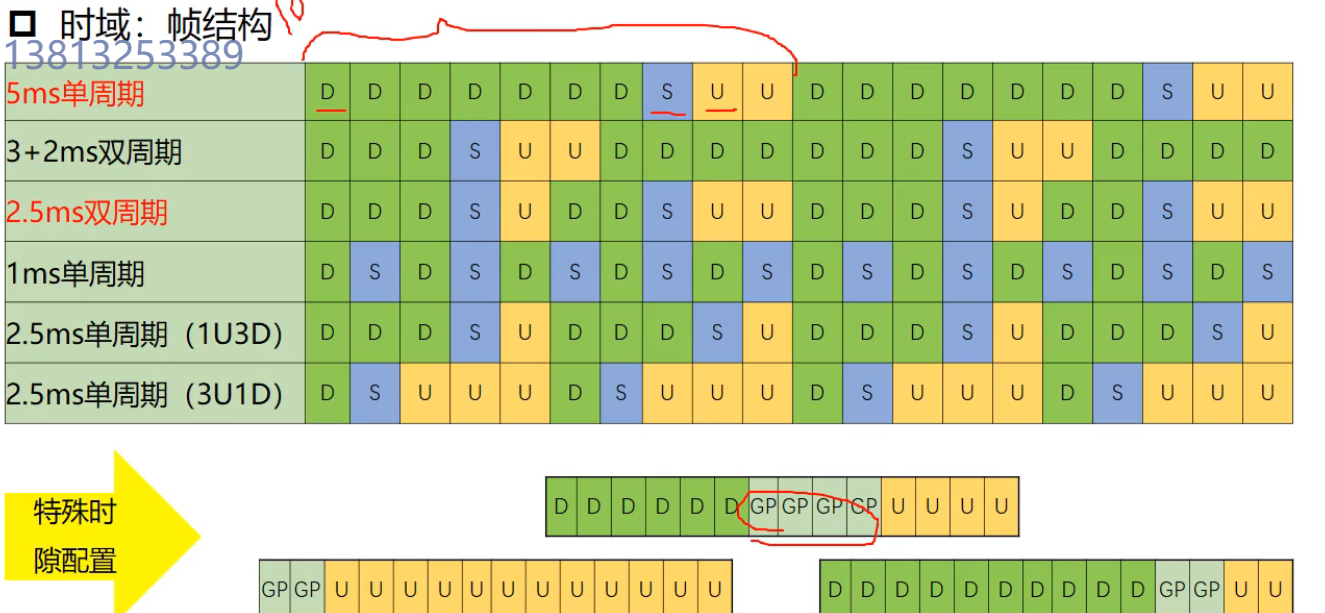 时域：帧结构
13813253389
5ms单周期 D D D D D D D S U U D D D D D D D S U U
3+2ms双周期 D D D S U U D D D D D D D S U U D D D D
2.5ms双周期 D D D S U D D S U U D D D S U D D S U U
1ms单周期 D S D S D S D S D S D S D S D S D S D S
2.5ms单周期（1U3D） D D D S U D D D S U D D D S U D D D S U
2.5ms单周期（3U1D） D S U U U D S U U U D S U U U D S U U U
特殊时
隙配置
D D D D D D GP GP GP GP U U U U
GP GP U U U U U U U U U U U U
D D D D D D D D D D GP GP U U